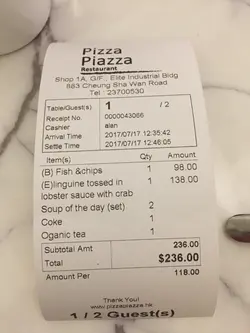 Pizza
Piazza
Restaurant
Shop 1A, G/F., Elite Industrial Bldg
883 Cheung Sha Wan Road
Tel : 23700530
Table/Guest(s) 1 / 2
Receipt No. 0000043086
Cashier alan
Arrival Time 2017/07/17 12:35:42
Settle Time 2017/07/17 12:46:05
Item(s) Qty Amount
(B) Fish &chips 1 98.00
(E)linguine tossed in 1 138.00
lobster sauce with crab
Soup of the day (set) 2
Coke 1
Oganic tea 1
Subtotal Amt 236.00
Total $236.00
Amount Per 118.00
Thank You!
www.pizzapiazza.hk
1 / 2 Guest(s)